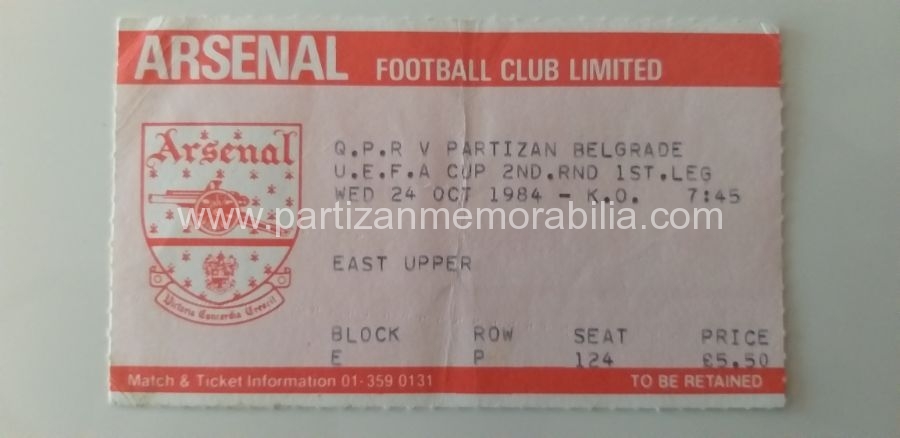 ARSENAL FOOTBALL CLUB LIMITED
Arsenal
Victoria Concordia Crescit
Q.P.R V PARTIZAN BELGRADE
U.E.F.A CUP 2ND.RND 1ST.LEG
WED 24 OCT 1984 - K.O. 7:45
www.partizanmemorabilia.com
EAST UPPER
BLOCK ROW SEAT PRICE
E P 124 £5.50
Match & Ticket Information 01-359 0131 TO BE RETAINED